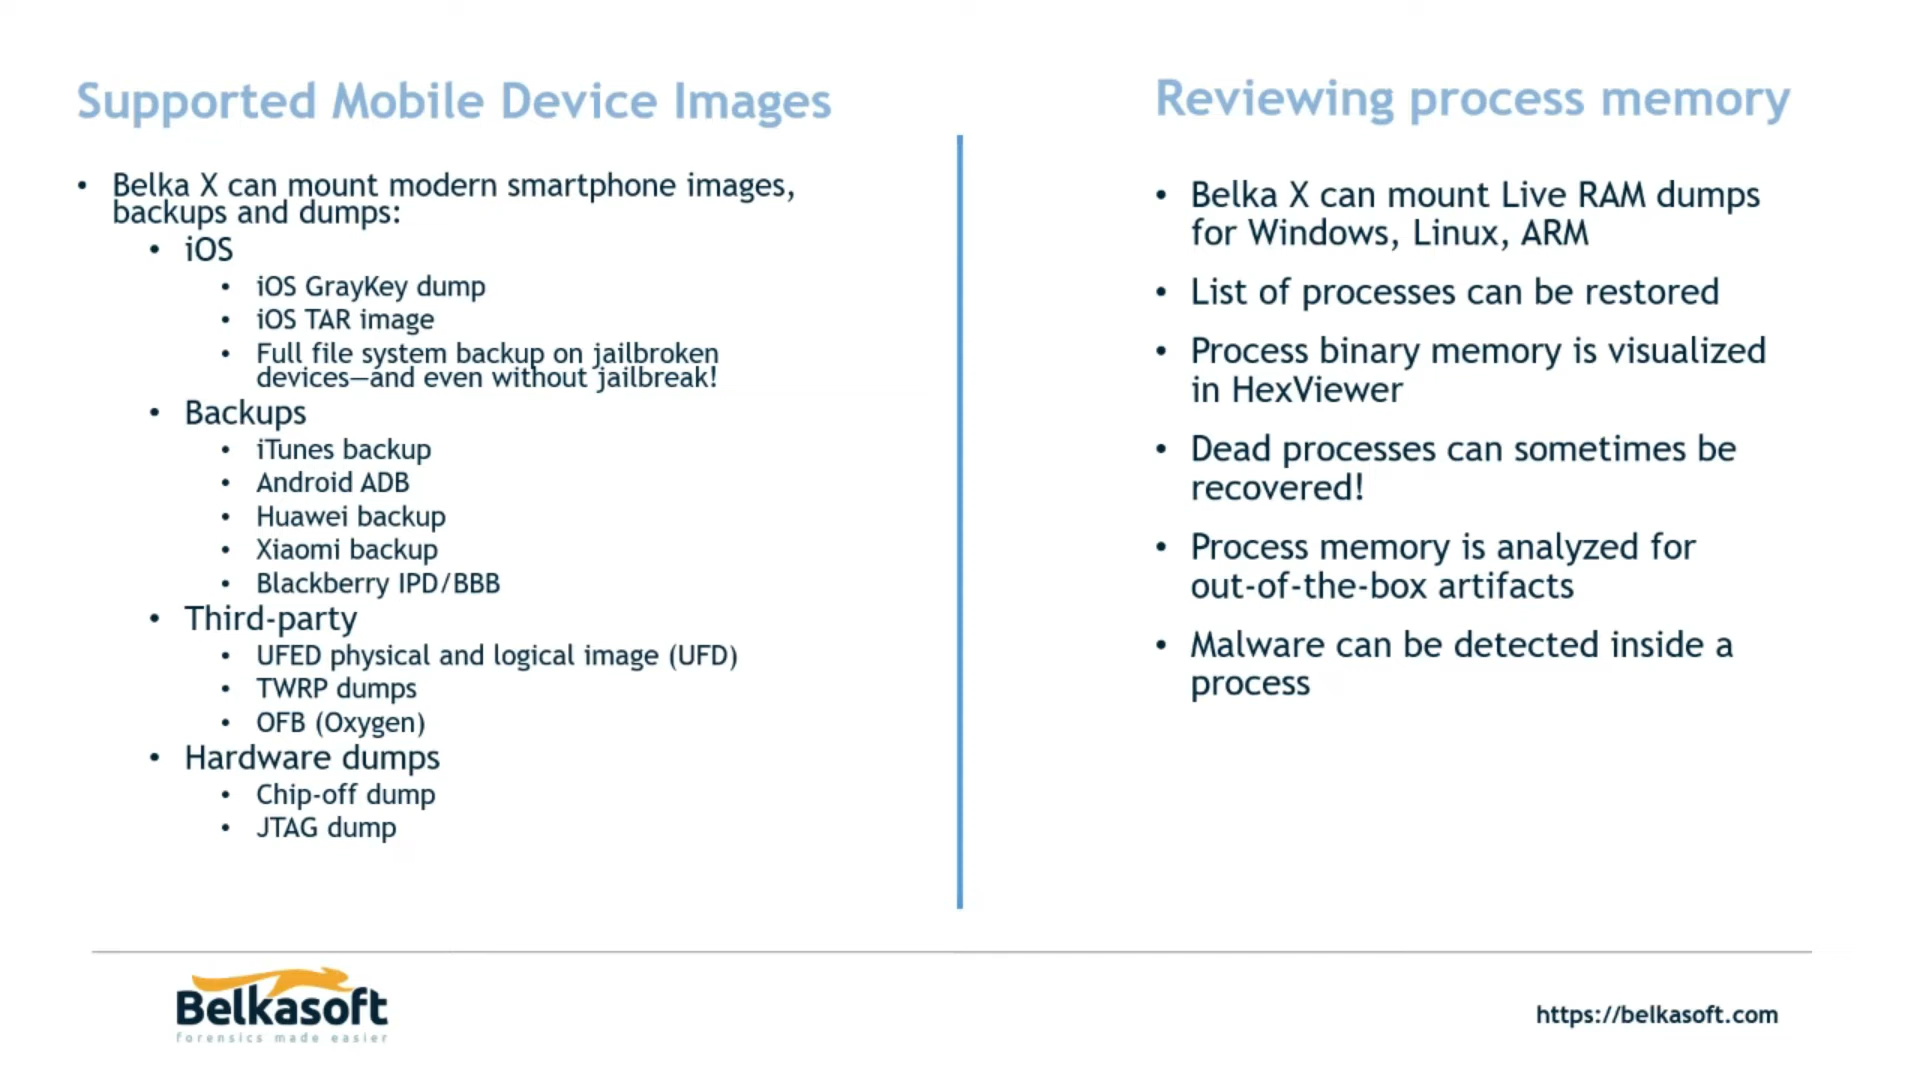 Supported Mobile Device Images
• Belka X can mount modern smartphone images,
backups and dumps:
• iOS
• iOS GrayKey dump
• iOS TAR image
• Full file system backup on jailbroken
devices—and even without jailbreak!
• Backups
• iTunes backup
• Android ADB
• Huawei backup
• Xiaomi backup
• Blackberry IPD/BBB
• Third-party
• UFED physical and logical image (UFD)
• TWRP dumps
• OFB (Oxygen)
• Hardware dumps
• Chip-off dump
• JTAG dump
Reviewing process memory
• Belka X can mount Live RAM dumps
for Windows, Linux, ARM
• List of processes can be restored
• Process binary memory is visualized
in HexViewer
• Dead processes can sometimes be
recovered!
• Process memory is analyzed for
out-of-the-box artifacts
• Malware can be detected inside a
process
Belkasoft
forensics made easier
https://belkasoft.com